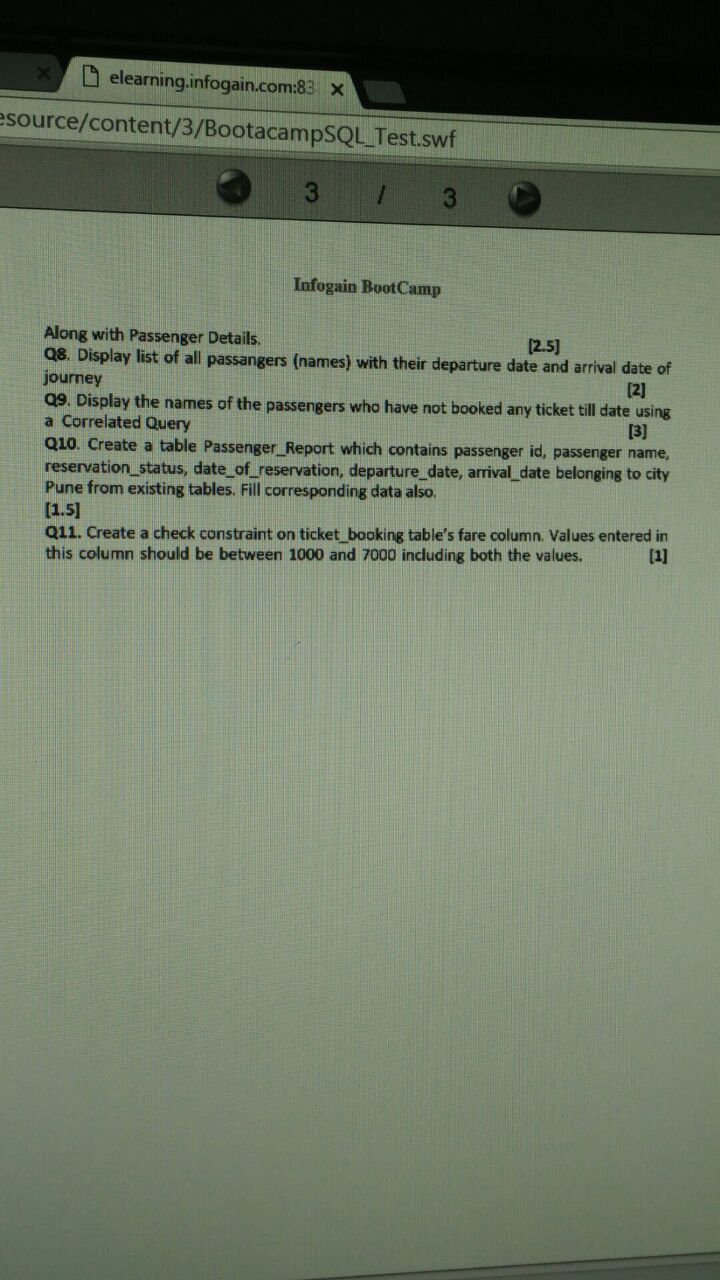 elearning.infogain.com:83
esource/content/3/BootacampSQL_Test.swf
3 / 3
Infogain BootCamp
Along with Passenger Details. [2.5]
Q8. Display list of all passangers (names) with their departure date and arrival date of
journey [2]
Q9. Display the names of the passengers who have not booked any ticket till date using
a Correlated Query [3]
Q10. Create a table Passenger_Report which contains passenger id, passenger name,
reservation_status, date_of_reservation, departure_date, arrival_date belonging to city
Pune from existing tables. Fill corresponding data also.
[1.5]
Q11. Create a check constraint on ticket_booking table's fare column. Values entered in
this column should be between 1000 and 7000 including both the values. [1]